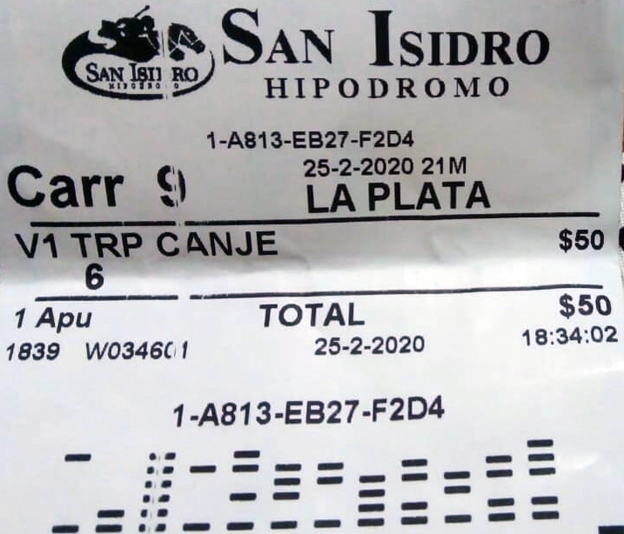 SAN ISIDRO
SAN ISIDRO
HIPODROMO
1-A813-EB27-F2D4
25-2-2020 21M
Carr 9
LA PLATA
V1 TRP CANJE $50
6
1 Apu TOTAL $50
1839 W034601 25-2-2020 18:34:02
1-A813-EB27-F2D4